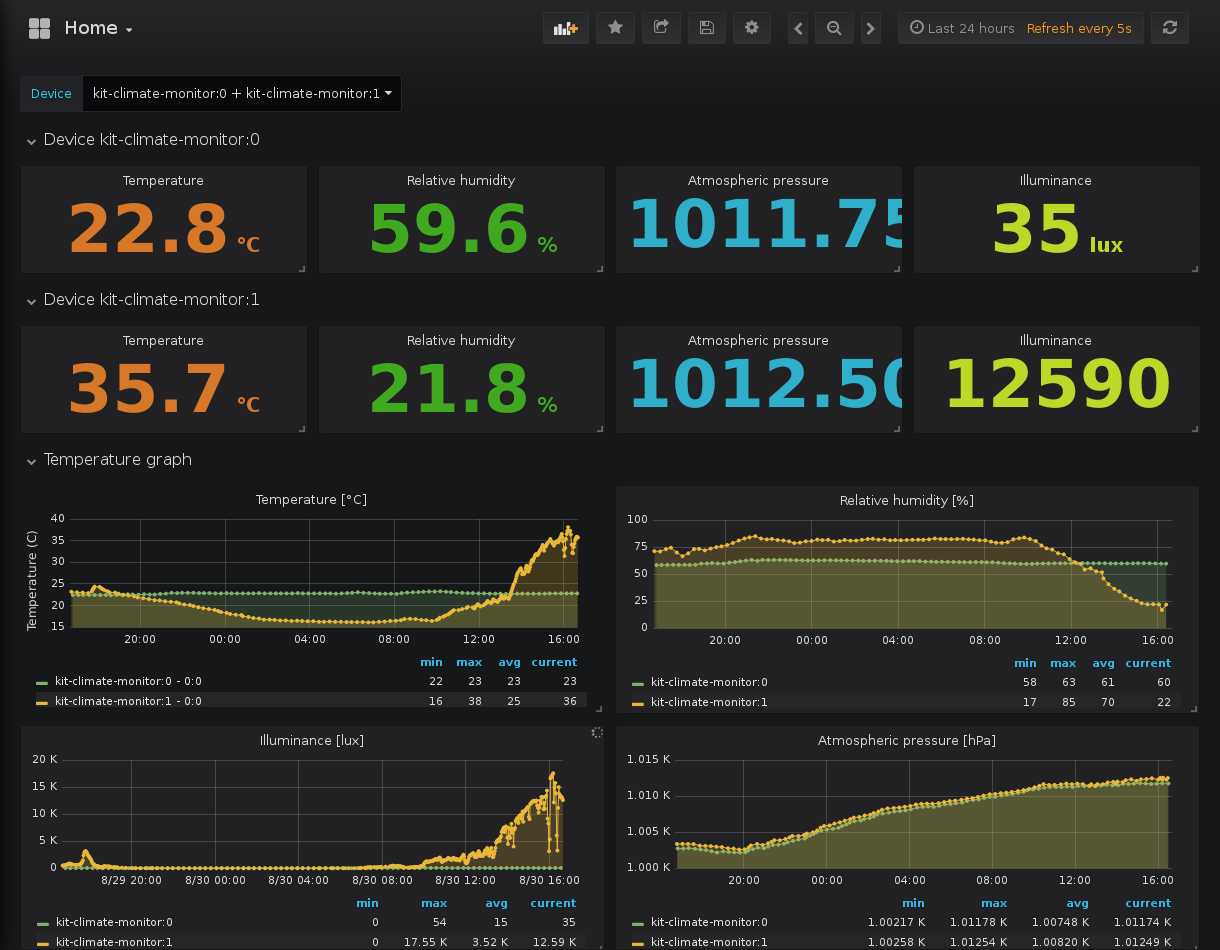 Home
Last 24 hours Refresh every 5s
Device kit-climate-monitor:0 + kit-climate-monitor:1
Device kit-climate-monitor:0
Temperature
22.8 °C
Relative humidity
59.6 %
Atmospheric pressure
1011.75
Illuminance
35 lux
Device kit-climate-monitor:1
Temperature
35.7 °C
Relative humidity
21.8 %
Atmospheric pressure
1012.50
Illuminance
12590
Temperature graph
Temperature [°C]
Temperature (C)
40
35
30
25
20
15
20:00 00:00 04:00 08:00 12:00 16:00
min max avg current
kit-climate-monitor:0 - 0:0 22 23 23 23
kit-climate-monitor:1 - 0:0 16 38 25 36
Relative humidity [%]
100
75
50
25
0
20:00 00:00 04:00 08:00 12:00 16:00
min max avg current
kit-climate-monitor:0 58 63 61 60
kit-climate-monitor:1 17 85 70 22
Illuminance [lux]
20 K
15 K
10 K
5 K
0
8/29 20:00 8/30 00:00 8/30 04:00 8/30 08:00 8/30 12:00 8/30 16:00
min max avg current
kit-climate-monitor:0 0 54 15 35
kit-climate-monitor:1 0 17.55 K 3.52 K 12.59 K
Atmospheric pressure [hPa]
1.015 K
1.010 K
1.005 K
1.000 K
20:00 00:00 04:00 08:00 12:00 16:00
min max avg current
kit-climate-monitor:0 1.00217 K 1.01178 K 1.00748 K 1.01174 K
kit-climate-monitor:1 1.00258 K 1.01254 K 1.00820 K 1.01249 K